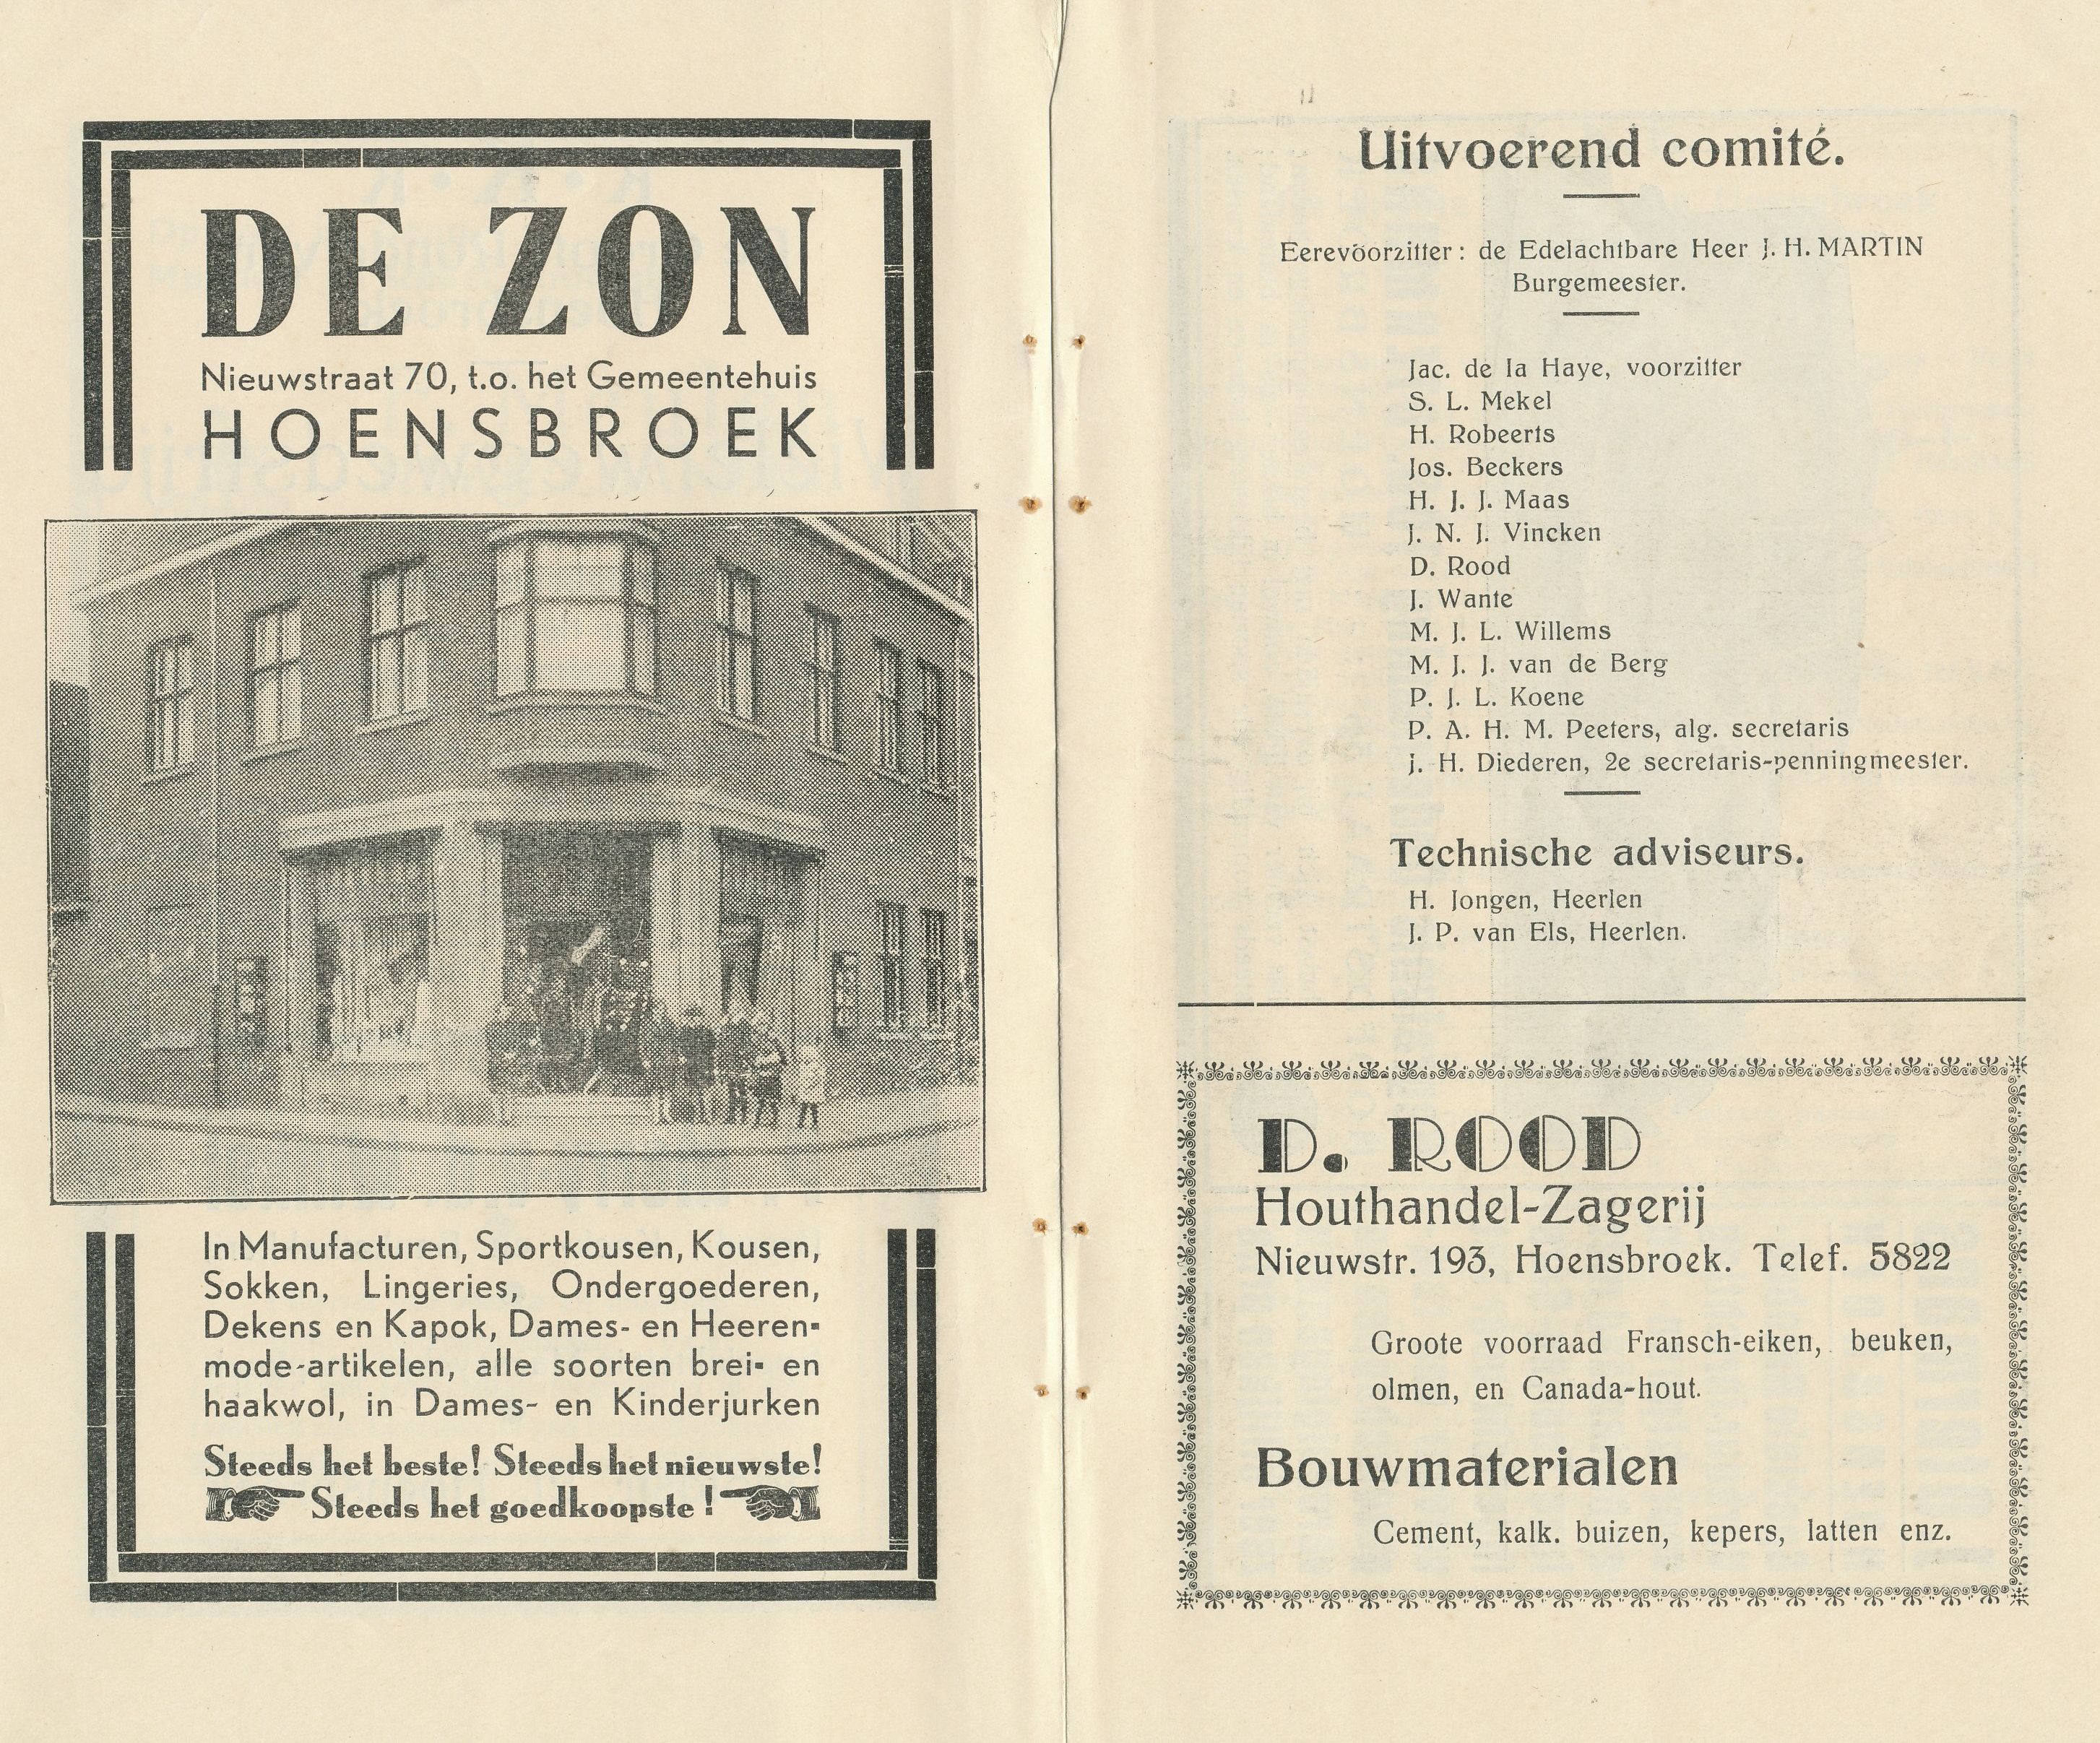 DE ZON
Nieuwstraat 70, t.o. het Gemeentehuis
HOENSBROEK
In Manufacturen, Sportkousen, Kousen,
Sokken, Lingeries, Ondergoederen,
Dekens en Kapok, Dames- en Heeren-
mode-artikelen, alle soorten brei- en
haakwol, in Dames- en Kinderjurken
Steeds het beste! Steeds het nieuwste!
Steeds het goedkoopste!
Uitvoerend comité.
Eerevoorzitter: de Edelachtbare Heer J. H. MARTIN
Burgemeester.
Jac. de la Haye, voorzitter
S. L. Mekel
H. Robeerts
Jos. Beckers
H. J. J. Maas
J. N. J. Vincken
D. Rood
J. Wante
M. J. L. Willems
M. J. J. van de Berg
P. J. L. Koene
P. A. H. M. Peeters, alg. secretaris
J. H. Diederen, 2e secretaris-penningmeester.
Technische adviseurs.
H. Jongen, Heerlen
J. P. van Els, Heerlen.
D. ROOD
Houthandel-Zagerij
Nieuwstr. 193, Hoensbroek. Telef. 5822
Groote voorraad Fransch-eiken, beuken,
olmen, en Canada-hout.
Bouwmaterialen
Cement, kalk. buizen, kepers, latten enz.